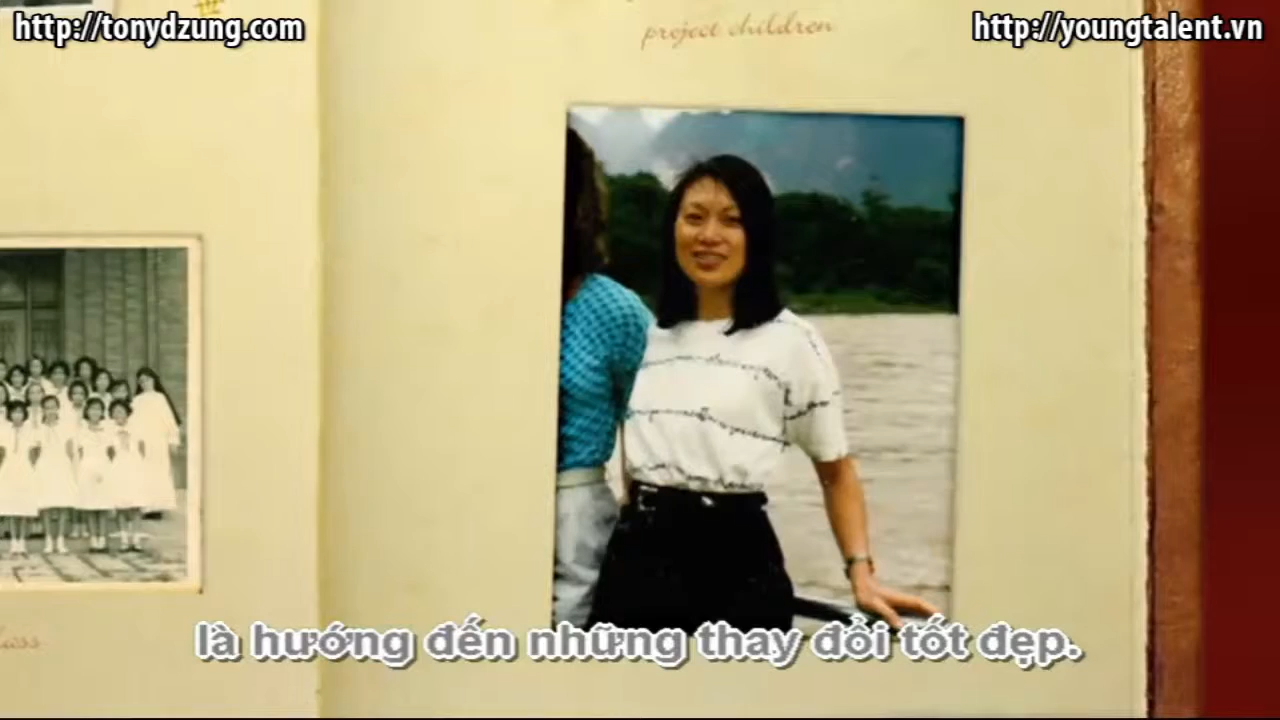 http://tonydzung.com
http://youngtalent.vn
project children
là hướng đến những thay đổi tốt đẹp.